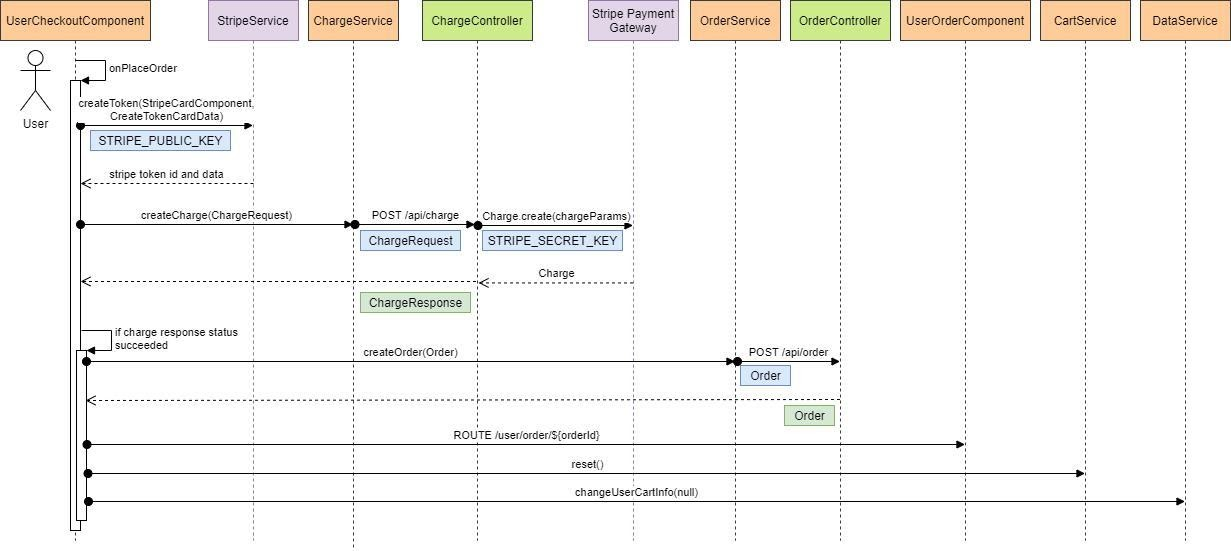 UserCheckoutComponent
StripeService
ChargeService
ChargeController
Stripe Payment
Gateway
OrderService
OrderController
UserOrderComponent
CartService
DataService
onPlaceOrder
User
createToken(StripeCardComponent,
CreateTokenCardData)
STRIPE_PUBLIC_KEY
stripe token id and data
createCharge(ChargeRequest)
POST /api/charge
Charge.create(chargeParams)
ChargeRequest
STRIPE_SECRET_KEY
Charge
ChargeResponse
if charge response status
succeeded
createOrder(Order)
POST /api/order
Order
Order
ROUTE /user/order/${orderId}
reset()
changeUserCartInfo(null)